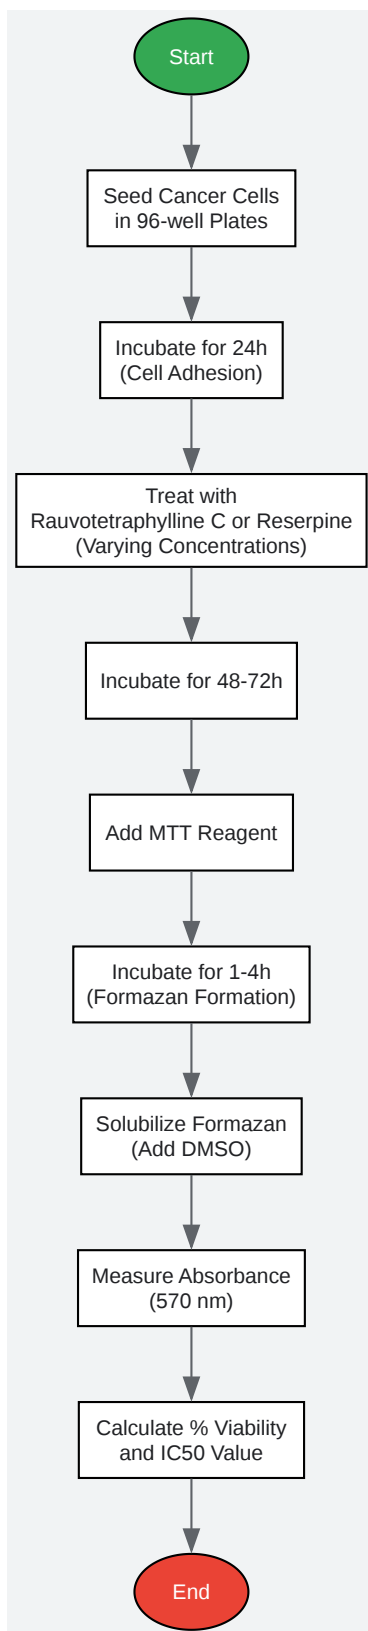 Start
Seed Cancer Cells
in 96-well Plates
Incubate for 24h
(Cell Adhesion)
Treat with
Rauvotetraphylline C or Reserpine
(Varying Concentrations)
Incubate for 48-72h
Add MTT Reagent
Incubate for 1-4h
(Formazan Formation)
Solubilize Formazan
(Add DMSO)
Measure Absorbance
(570 nm)
Calculate % Viability
and IC50 Value
End